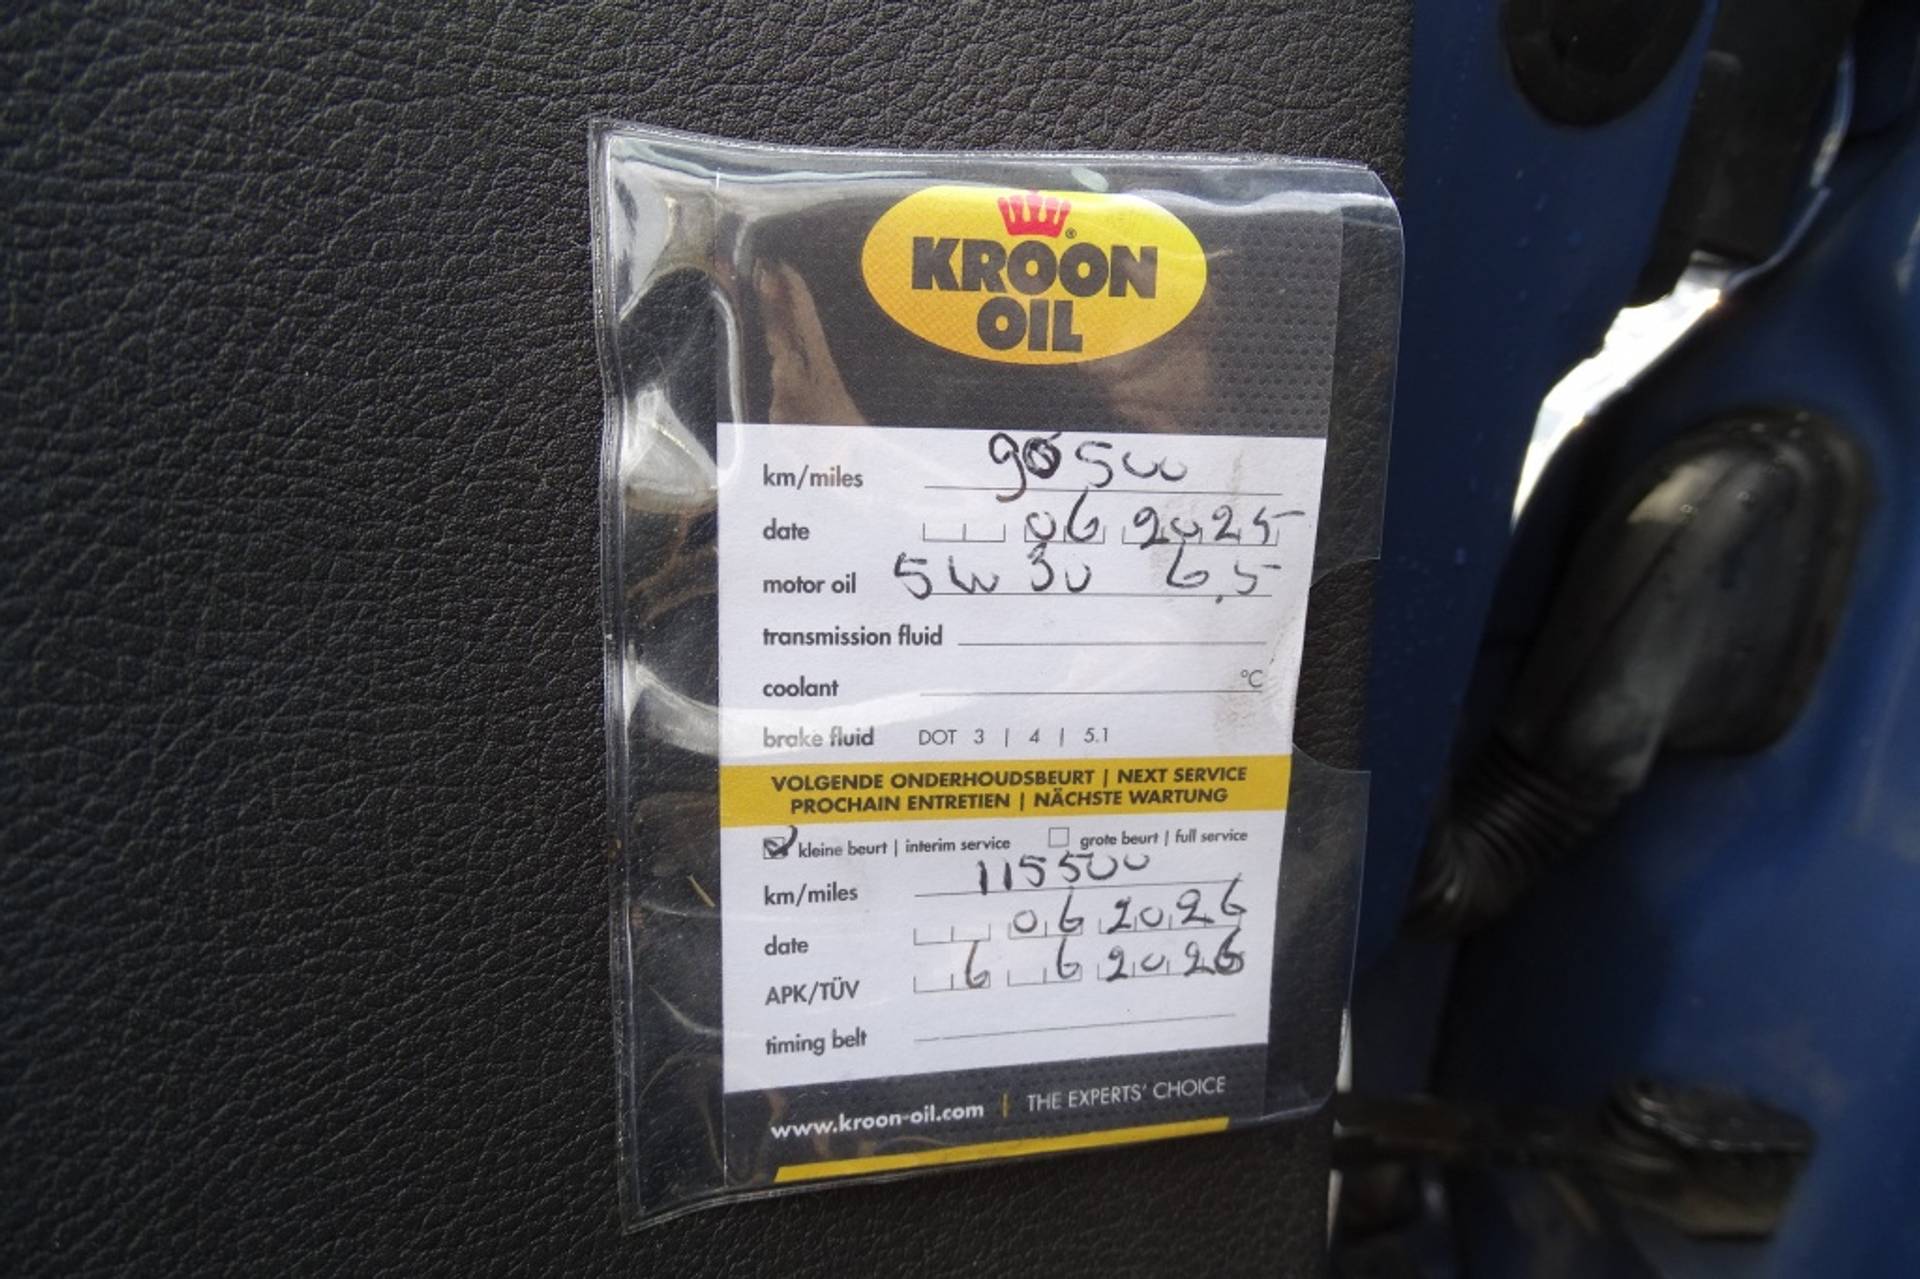 KROON®
OIL
km/miles 90500
date 06 2025
motor oil 5W30 6,5
transmission fluid
coolant °C
brake fluid DOT 3 | 4 | 5.1
VOLGENDE ONDERHOUDSBEURT | NEXT SERVICE
PROCHAIN ENTRETIEN | NÄCHSTE WARTUNG
kleine beurt | interim service grote beurt | full service
km/miles 115500
date 06 2026
APK/TÜV 6 6 2026
timing belt
www.kroon-oil.com | THE EXPERTS' CHOICE